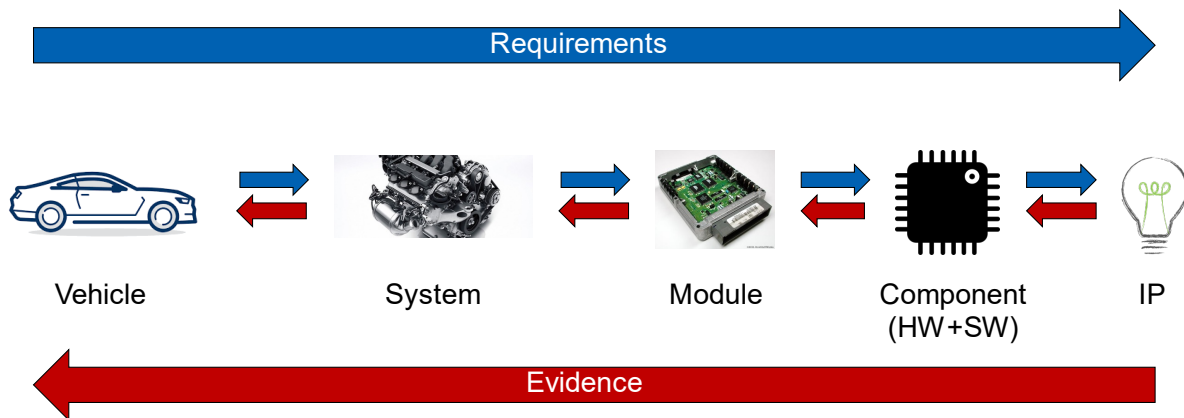 Requirements
Vehicle
System
Module
Component
(HW+SW)
IP
Evidence